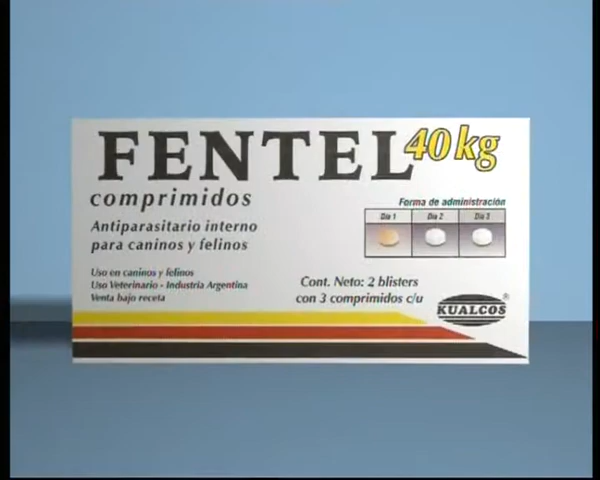 FENTEL 40 kg
comprimidos
Antiparasitario interno
para caninos y felinos
Forma de administración
Día 1 Día 2 Día 3
Uso en caninos y felinos
Uso Veterinario - Industria Argentina
Venta bajo receta
Cont. Neto: 2 blisters
con 3 comprimidos c/u
KUALCOS®